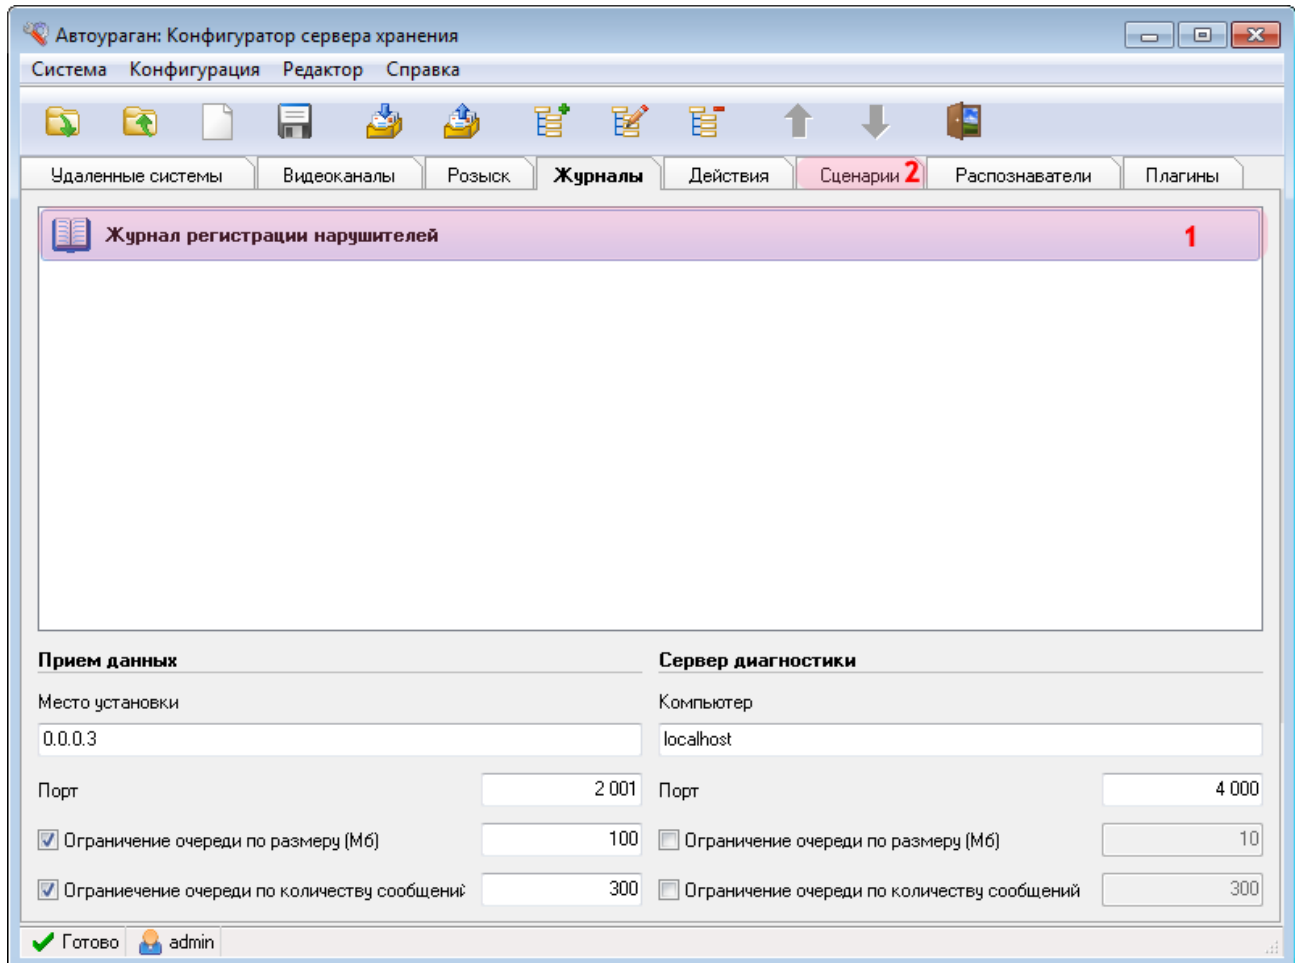 Автоураган: Конфигуратор сервера хранения
Система Конфигурация Редактор Справка
Удаленные системы Видеоканалы Розыск Журналы Действия Сценарии 2 Распознаватели Плагины
Журнал регистрации нарушителей 1
Прием данных Сервер диагностики
Место установки Компьютер
0.0.0.3 localhost
Порт 2 001 Порт 4 000
Ограничение очереди по размеру (Мб) 100 Ограничение очереди по размеру (Мб) 10
Ограниечение очереди по количеству сообщений 300 Ограничение очереди по количеству сообщений 300
Готово admin